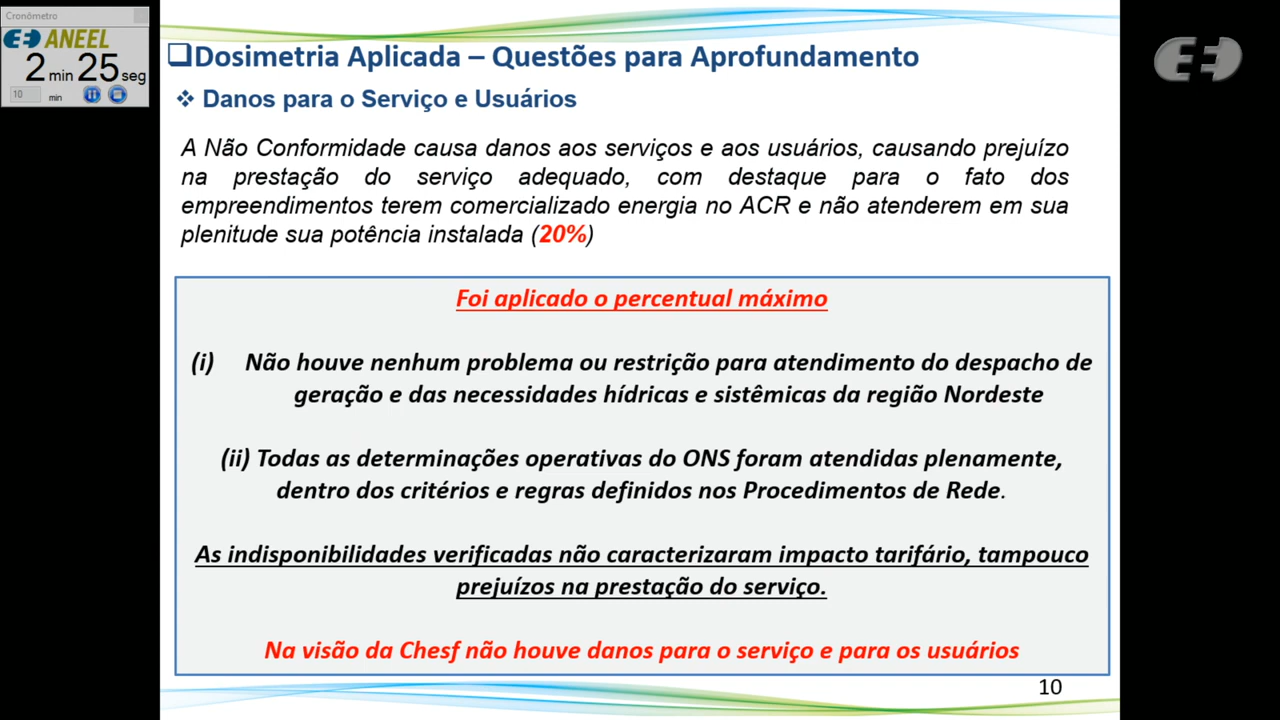 Cronômetro
ANEEL
2 min 25 seg
10 min
❑Dosimetria Aplicada – Questões para Aprofundamento
❖ Danos para o Serviço e Usuários
A Não Conformidade causa danos aos serviços e aos usuários, causando prejuízo
na prestação do serviço adequado, com destaque para o fato dos
empreendimentos terem comercializado energia no ACR e não atenderem em sua
plenitude sua potência instalada (20%)
Foi aplicado o percentual máximo
(i) Não houve nenhum problema ou restrição para atendimento do despacho de
geração e das necessidades hídricas e sistêmicas da região Nordeste
(ii) Todas as determinações operativas do ONS foram atendidas plenamente,
dentro dos critérios e regras definidos nos Procedimentos de Rede.
As indisponibilidades verificadas não caracterizaram impacto tarifário, tampouco
prejuízos na prestação do serviço.
Na visão da Chesf não houve danos para o serviço e para os usuários
10